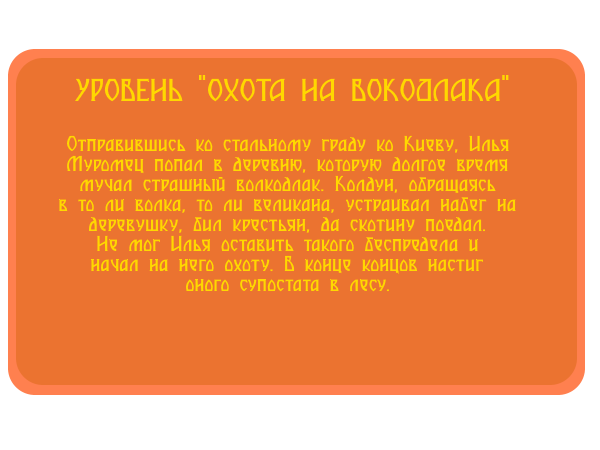 УРОВЕНЬ "ОХОТА НА ВОКОДЛАКА"
Отправившись ко стальному граду ко Киеву, Илья
Муромец попал в деревню, которую долгое время
мучал страшный волкодлак. Колдун, обращаясь
в то ли волка, то ли великана, устраивал набег на
деревушку, бил крестьян, да скотину поедал.
Не мог Илья оставить такого беспредела и
начал на него охоту. В конце концов настиг
оного супостата в лесу.